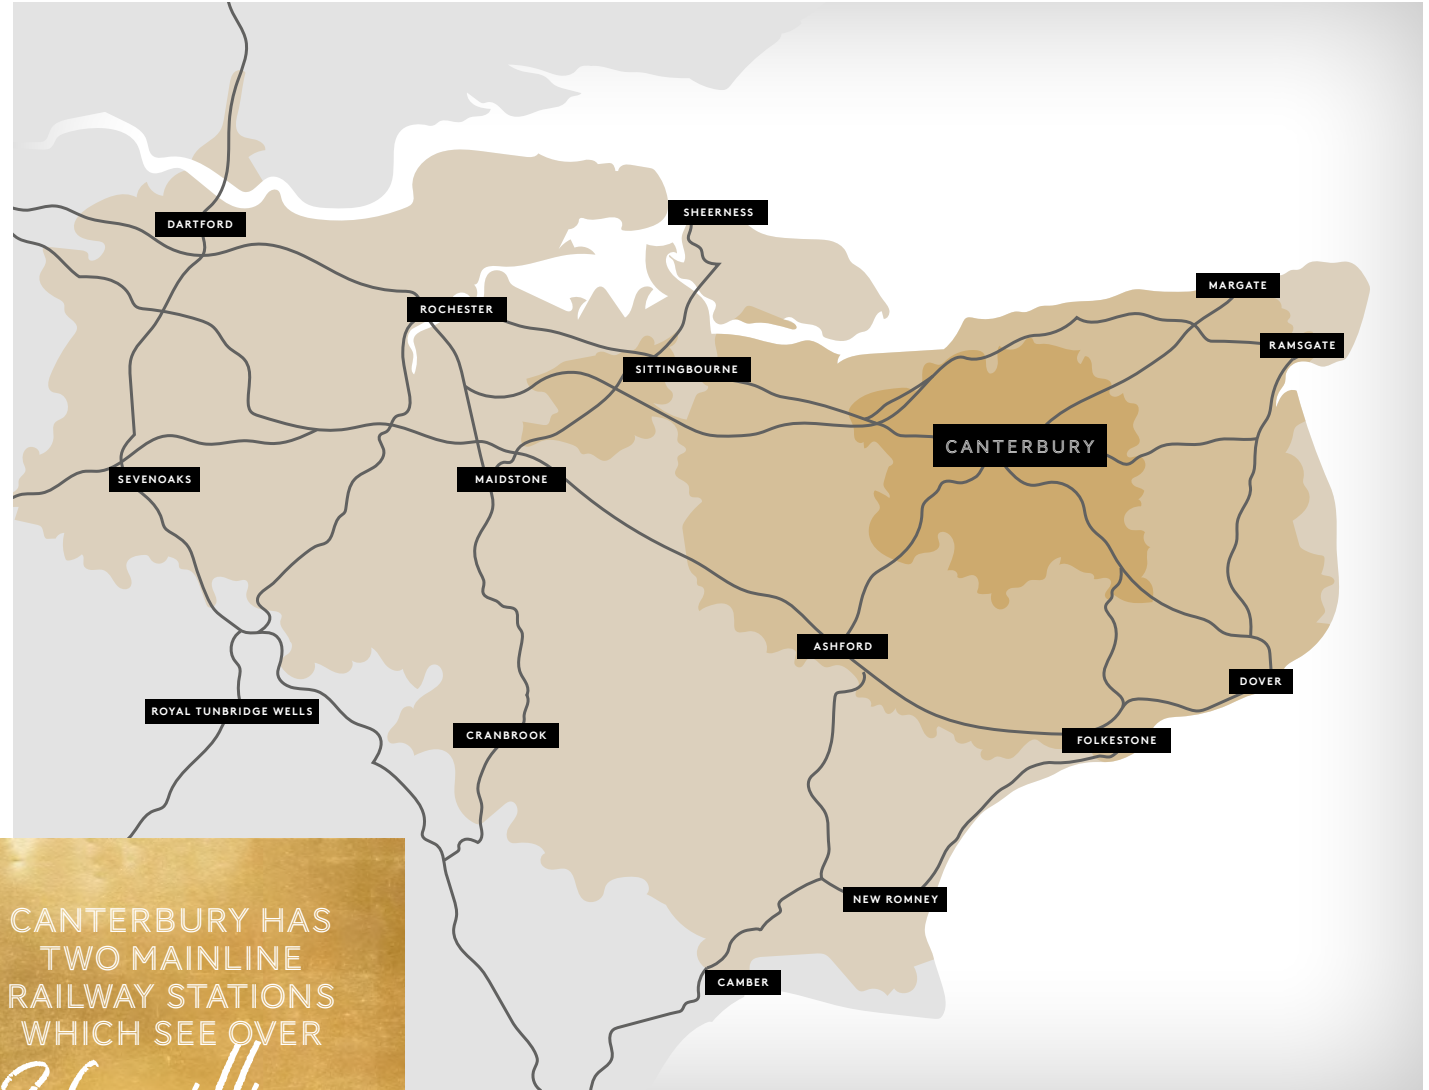 SHEERNESS
DARTFORD
MARGATE
ROCHESTER
RAMSGATE
SITTINGBOURNE
CANTERBURY
SEVENOAKS
MAIDSTONE
ASHFORD
DOVER
ROYAL TUNBRIDGE WELLS
CRANBROOK
FOLKESTONE
NEW ROMNEY
CAMBER
CANTERBURY HAS
TWO MAINLINE
RAILWAY STATIONS
WHICH SEE OVER